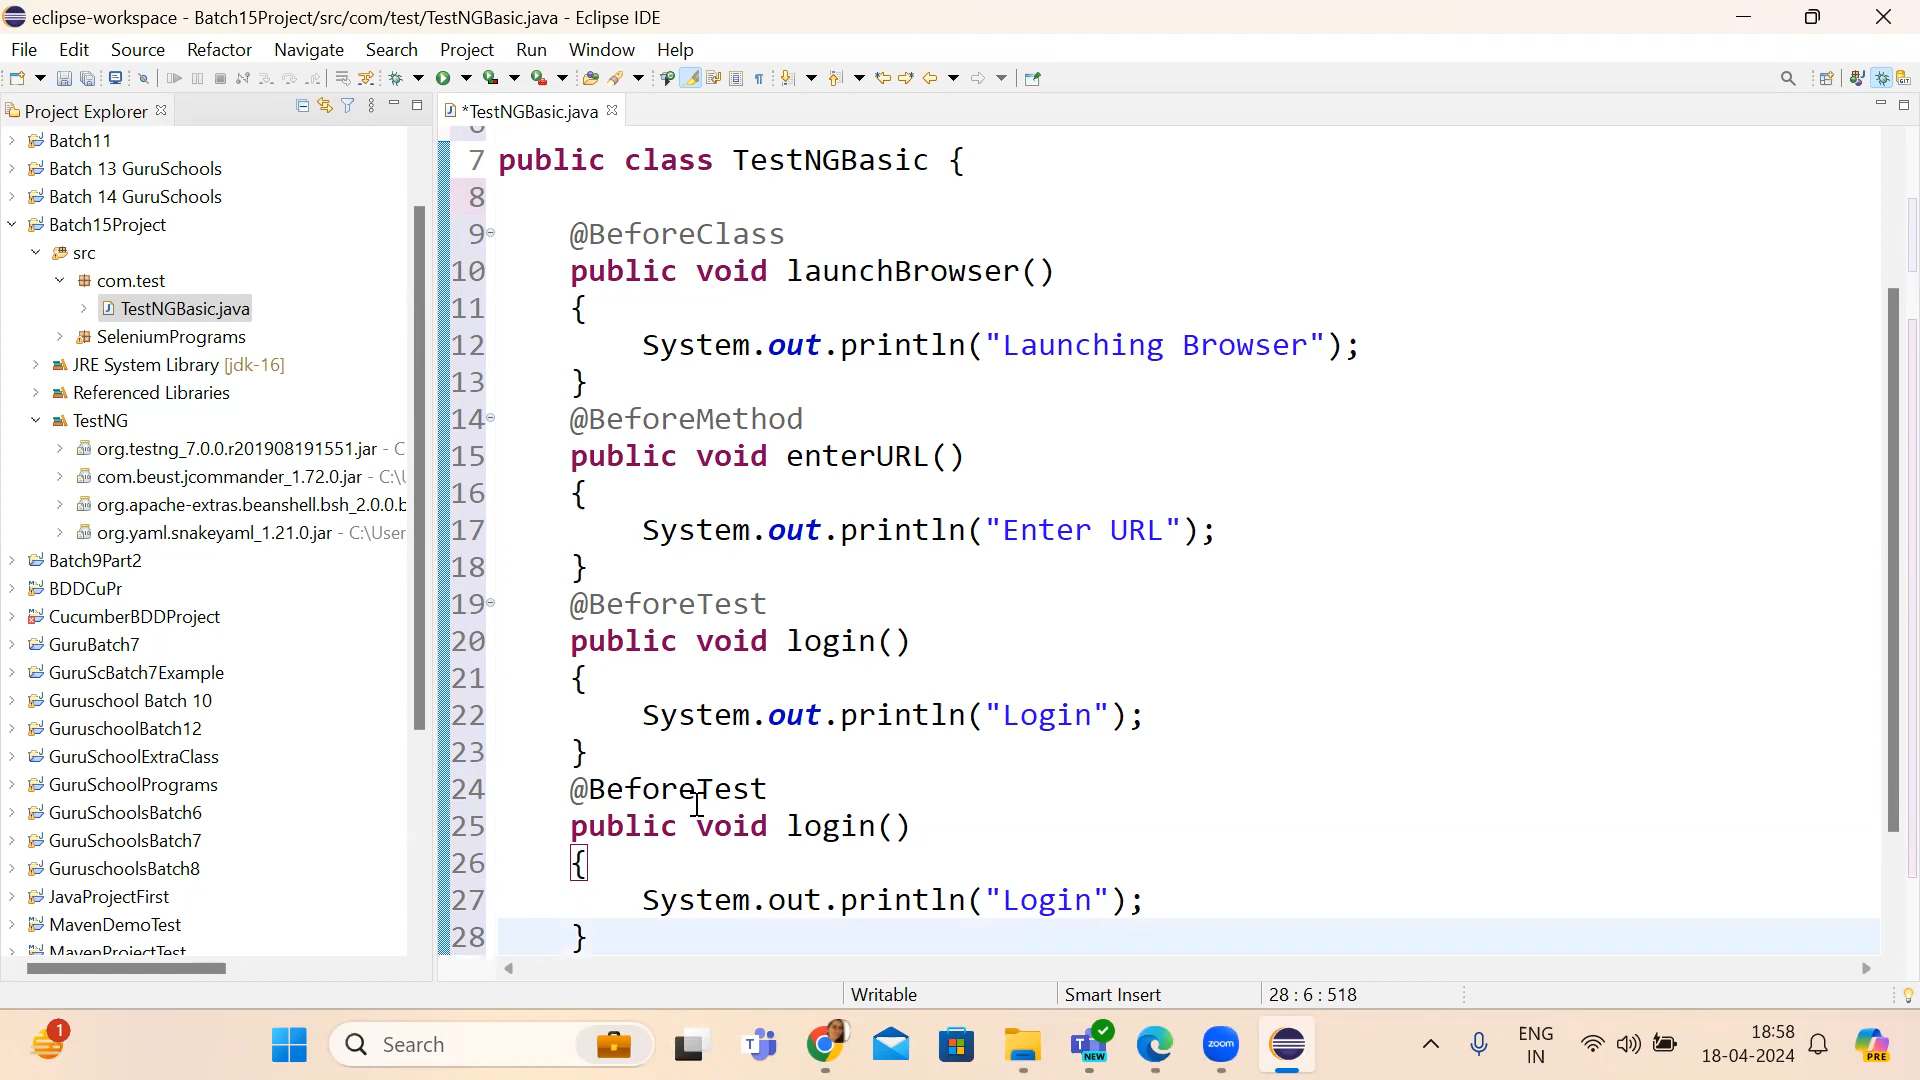 eclipse-workspace - Batch15Project/src/com/test/TestNGBasic.java - Eclipse IDE
File Edit Source Refactor Navigate Search Project Run Window Help
Project Explorer
*TestNGBasic.java
Batch11
Batch 13 GuruSchools
Batch 14 GuruSchools
Batch15Project
src
com.test
TestNGBasic.java
SeleniumPrograms
JRE System Library [jdk-16]
Referenced Libraries
TestNG
org.testng_7.0.0.r201908191551.jar - C
com.beust.jcommander_1.72.0.jar - C:\U
org.apache-extras.beanshell.bsh_2.0.0.b
org.yaml.snakeyaml_1.21.0.jar - C:\User
Batch9Part2
BDDCuPr
CucumberBDDProject
GuruBatch7
GuruScBatch7Example
Guruschool Batch 10
GuruschoolBatch12
GuruSchoolExtraClass
GuruSchoolPrograms
GuruSchoolsBatch6
GuruSchoolsBatch7
GuruschoolsBatch8
JavaProjectFirst
MavenDemoTest
MavenProjectTest
6
7 public class TestNGBasic {
8
9 @BeforeClass
10 public void launchBrowser()
11 {
12 System.out.println("Launching Browser");
13 }
14 @BeforeMethod
15 public void enterURL()
16 {
17 System.out.println("Enter URL");
18 }
19 @BeforeTest
20 public void login()
21 {
22 System.out.println("Login");
23 }
24 @BeforeTest
25 public void login()
26 {
27 System.out.println("Login");
28 }
Writable Smart Insert 28 : 6 : 518
1
Search
NEW
zoom
ENG
IN
18:58
18-04-2024
PRE